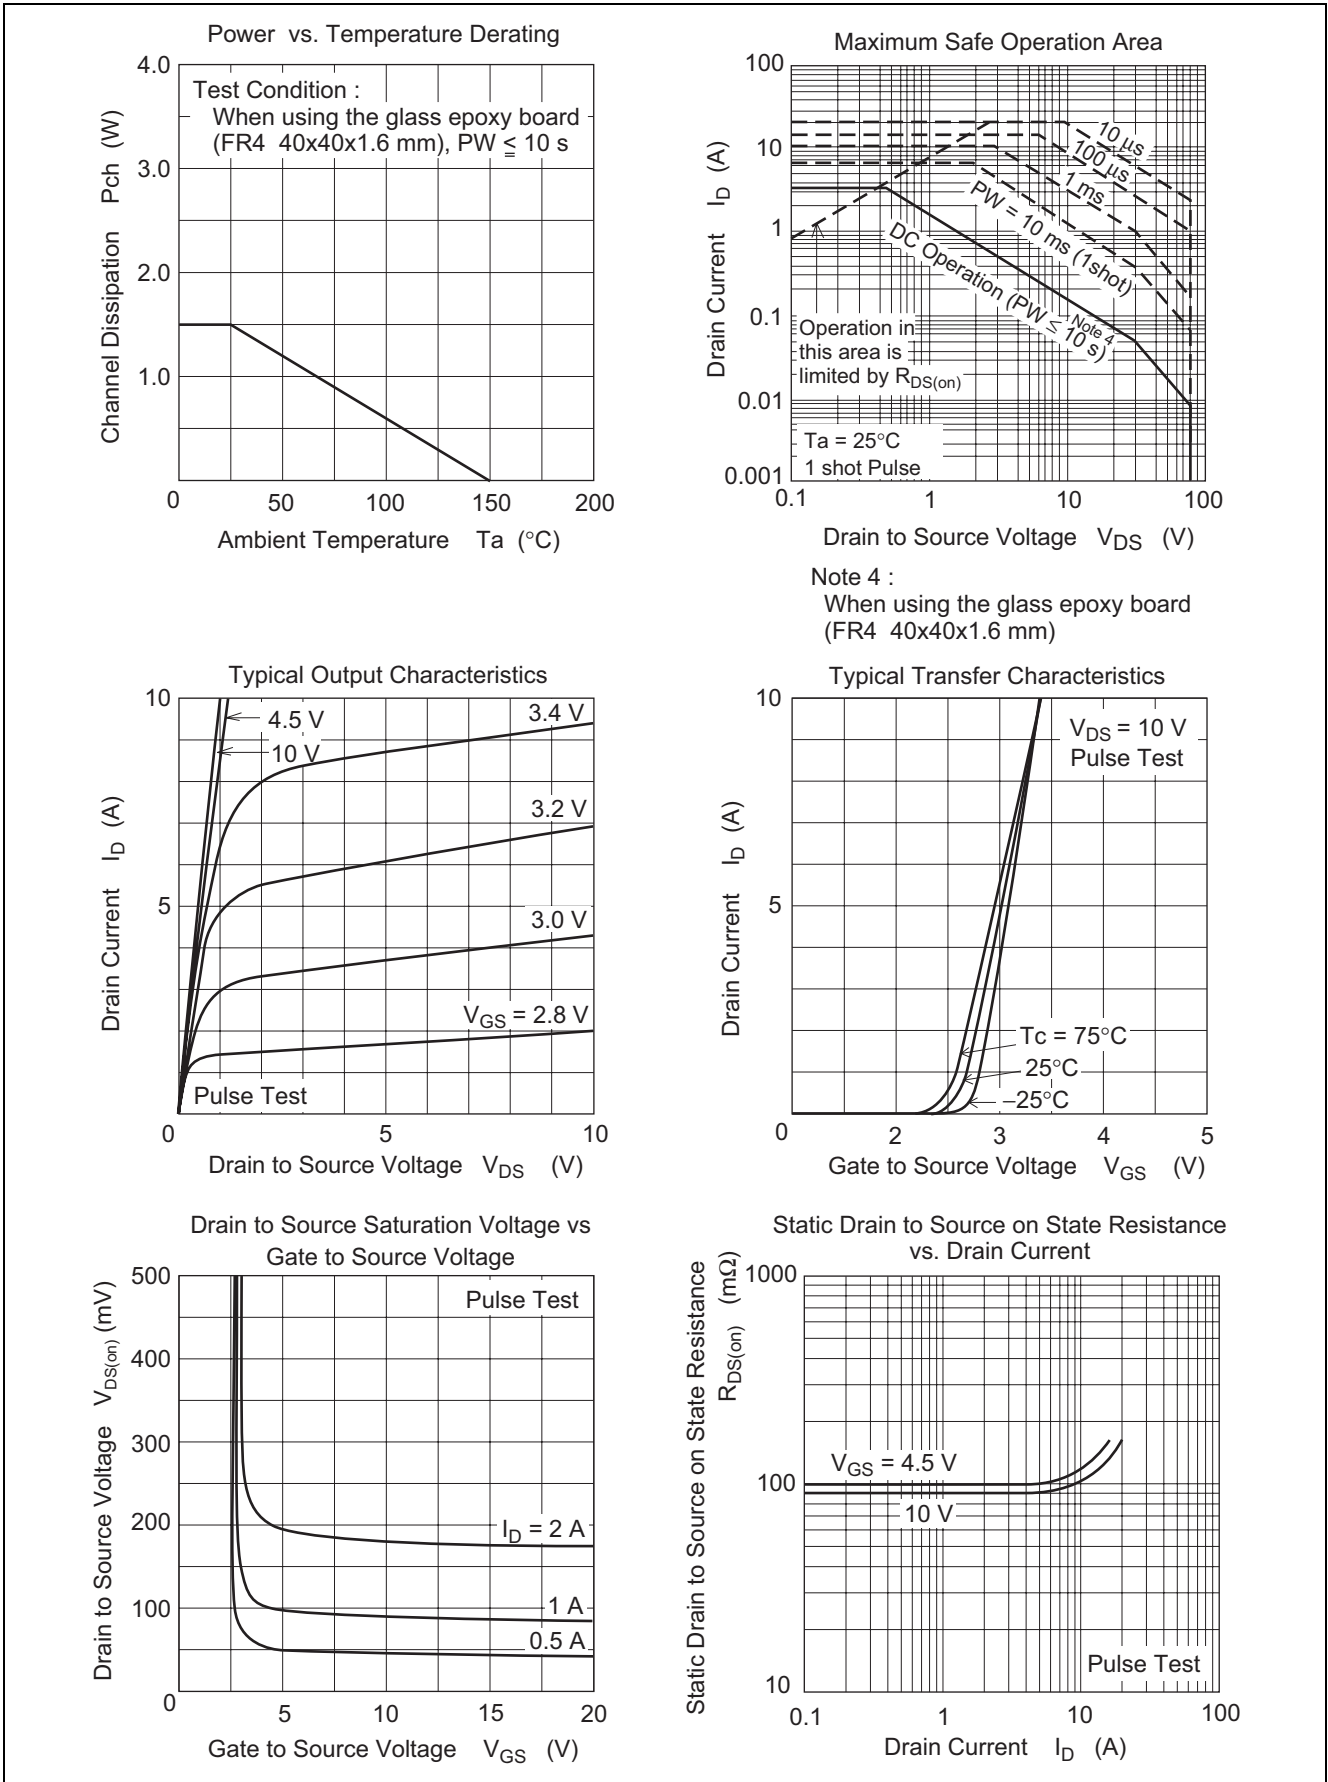 Power vs. Temperature Derating
4.0
3.0
2.0
1.0
Channel Dissipation Pch (W)
Test Condition :
When using the glass epoxy board
(FR4 40x40x1.6 mm), PW ≦ 10 s
0 50 100 150 200
Ambient Temperature Ta (°C)
Maximum Safe Operation Area
100
10
1
0.1
0.01
0.001
Drain Current ID (A)
10 µs
100 µs
1 ms
PW = 10 ms (1shot)
DC Operation (PW ≤ 10 s) Note 4
Operation in
this area is
limited by RDS(on)
Ta = 25°C
1 shot Pulse
0.1 1 10 100
Drain to Source Voltage VDS (V)
Note 4 :
When using the glass epoxy board
(FR4 40x40x1.6 mm)
Typical Output Characteristics
10
5
Drain Current ID (A)
4.5 V
10 V
3.4 V
3.2 V
3.0 V
VGS = 2.8 V
Pulse Test
0 5 10
Drain to Source Voltage VDS (V)
Typical Transfer Characteristics
10
5
Drain Current ID (A)
VDS = 10 V
Pulse Test
Tc = 75°C
25°C
–25°C
0 2 3 4 5
Gate to Source Voltage VGS (V)
Drain to Source Saturation Voltage vs
Gate to Source Voltage
500
400
300
200
100
Drain to Source Voltage VDS(on) (mV)
Pulse Test
ID = 2 A
1 A
0.5 A
0 5 10 15 20
Gate to Source Voltage VGS (V)
Static Drain to Source on State Resistance
vs. Drain Current
1000
100
10
Static Drain to Source on State Resistance
RDS(on) (mΩ)
VGS = 4.5 V
10 V
Pulse Test
0.1 1 10 100
Drain Current ID (A)